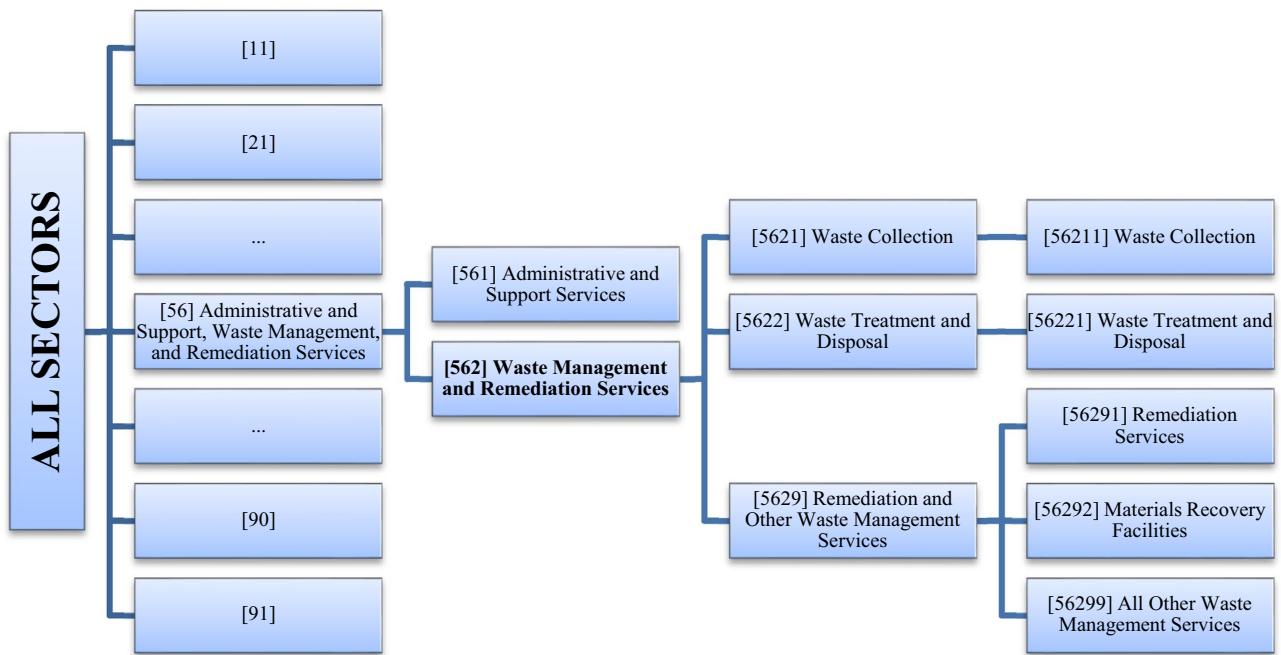 ALL SECTORS
[11]
[21]
...
[56] Administrative and
Support, Waste Management,
and Remediation Services
...
[90]
[91]
[561] Administrative and
Support Services
[562] Waste Management
and Remediation Services
[5621] Waste Collection
[5622] Waste Treatment and
Disposal
[5629] Remediation and
Other Waste Management
Services
[56211] Waste Collection
[56221] Waste Treatment and
Disposal
[56291] Remediation
Services
[56292] Materials Recovery
Facilities
[56299] All Other Waste
Management Services